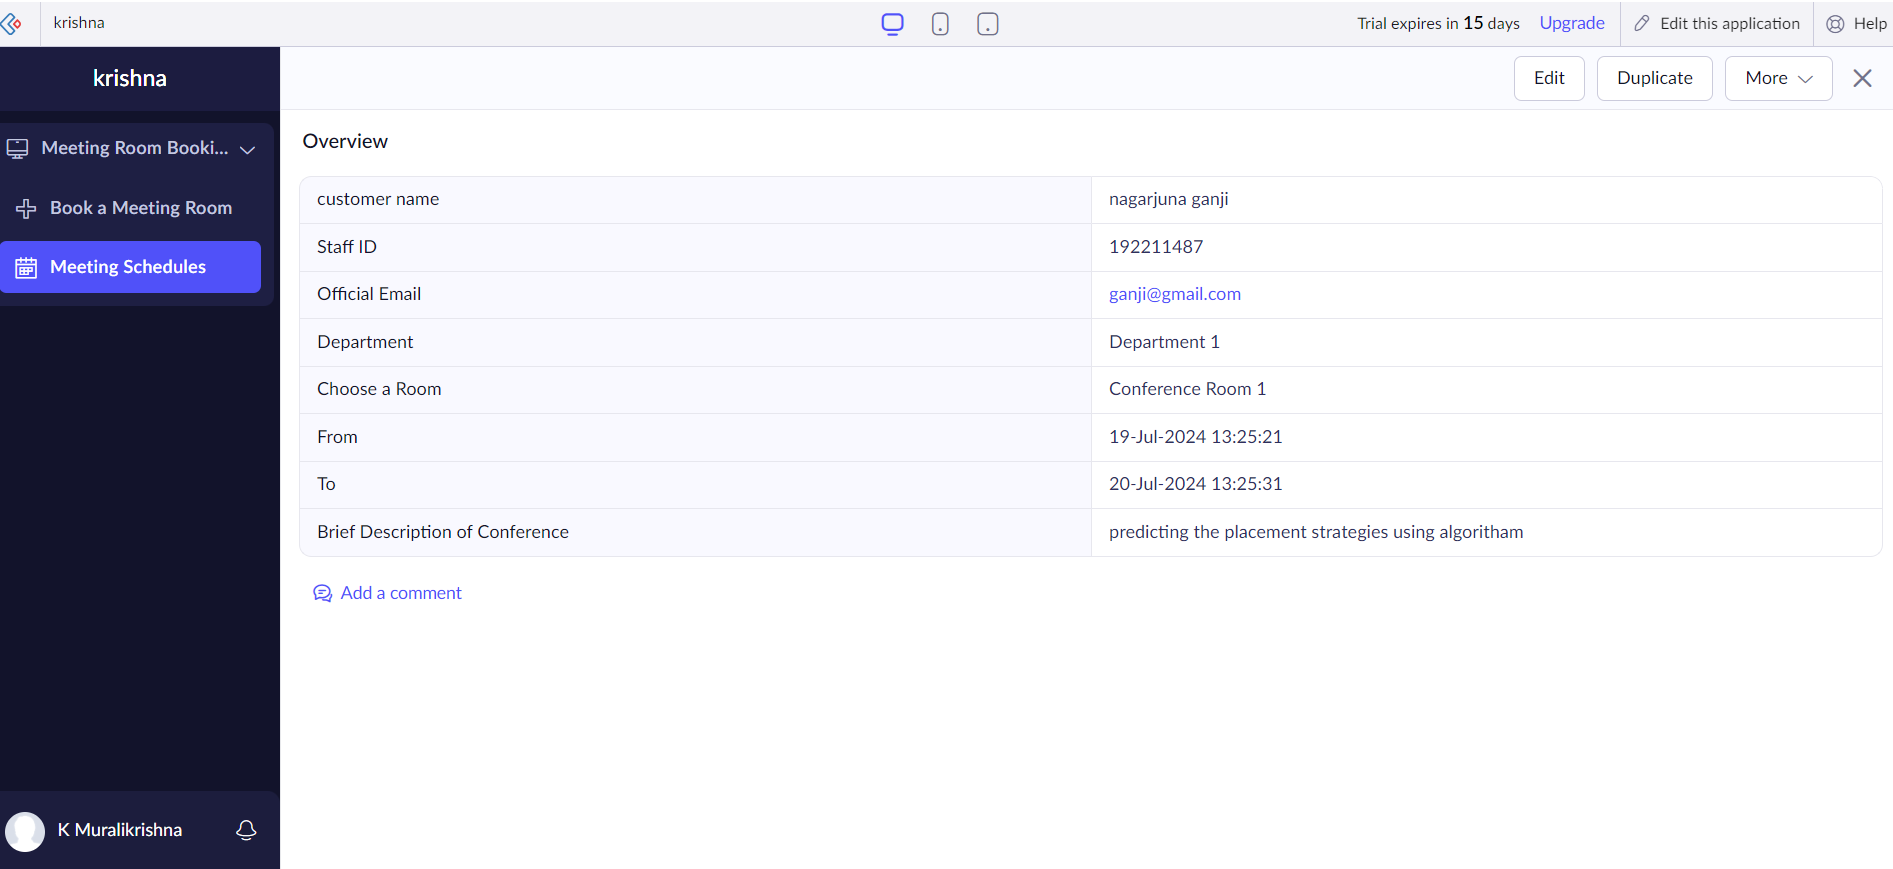 krishna
Trial expires in 15 days Upgrade Edit this application Help
krishna
Edit Duplicate More
Meeting Room Booki...
Book a Meeting Room
Meeting Schedules
Overview
customer name nagarjuna ganji
Staff ID 192211487
Official Email ganji@gmail.com
Department Department 1
Choose a Room Conference Room 1
From 19-Jul-2024 13:25:21
To 20-Jul-2024 13:25:31
Brief Description of Conference predicting the placement strategies using algoritham
Add a comment
K Muralikrishna